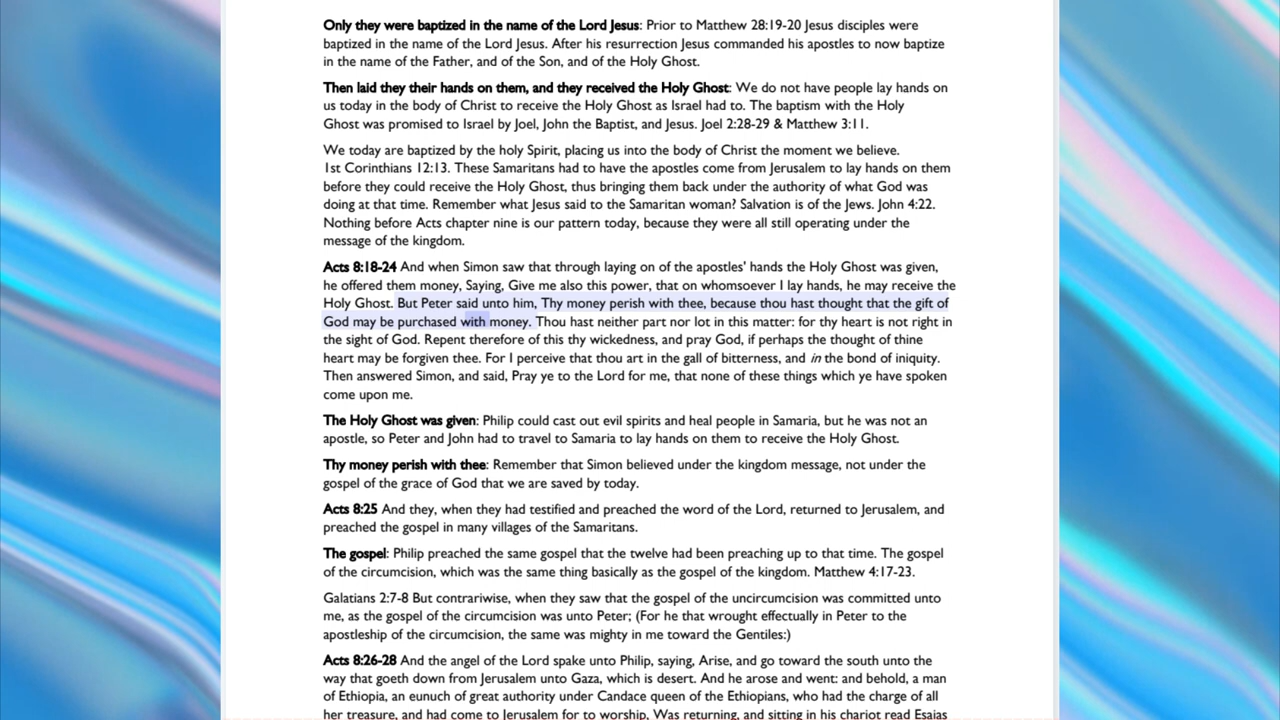 Only they were baptized in the name of the Lord Jesus: Prior to Matthew 28:19-20 Jesus disciples were
baptized in the name of the Lord Jesus. After his resurrection Jesus commanded his apostles to now baptize
in the name of the Father, and of the Son, and of the Holy Ghost.
Then laid they their hands on them, and they received the Holy Ghost: We do not have people lay hands on
us today in the body of Christ to receive the Holy Ghost as Israel had to. The baptism with the Holy
Ghost was promised to Israel by Joel, John the Baptist, and Jesus. Joel 2:28-29 & Matthew 3:11.
We today are baptized by the holy Spirit, placing us into the body of Christ the moment we believe.
1st Corinthians 12:13. These Samaritans had to have the apostles come from Jerusalem to lay hands on them
before they could receive the Holy Ghost, thus bringing them back under the authority of what God was
doing at that time. Remember what Jesus said to the Samaritan woman? Salvation is of the Jews. John 4:22.
Nothing before Acts chapter nine is our pattern today, because they were all still operating under the
message of the kingdom.
Acts 8:18-24 And when Simon saw that through laying on of the apostles' hands the Holy Ghost was given,
he offered them money, Saying, Give me also this power, that on whomsoever I lay hands, he may receive the
Holy Ghost. But Peter said unto him, Thy money perish with thee, because thou hast thought that the gift of
God may be purchased with money. Thou hast neither part nor lot in this matter: for thy heart is not right in
the sight of God. Repent therefore of this thy wickedness, and pray God, if perhaps the thought of thine
heart may be forgiven thee. For I perceive that thou art in the gall of bitterness, and in the bond of iniquity.
Then answered Simon, and said, Pray ye to the Lord for me, that none of these things which ye have spoken
come upon me.
The Holy Ghost was given: Philip could cast out evil spirits and heal people in Samaria, but he was not an
apostle, so Peter and John had to travel to Samaria to lay hands on them to receive the Holy Ghost.
Thy money perish with thee: Remember that Simon believed under the kingdom message, not under the
gospel of the grace of God that we are saved by today.
Acts 8:25 And they, when they had testified and preached the word of the Lord, returned to Jerusalem, and
preached the gospel in many villages of the Samaritans.
The gospel: Philip preached the same gospel that the twelve had been preaching up to that time. The gospel
of the circumcision, which was the same thing basically as the gospel of the kingdom. Matthew 4:17-23.
Galatians 2:7-8 But contrariwise, when they saw that the gospel of the uncircumcision was committed unto
me, as the gospel of the circumcision was unto Peter; (For he that wrought effectually in Peter to the
apostleship of the circumcision, the same was mighty in me toward the Gentiles:)
Acts 8:26-28 And the angel of the Lord spake unto Philip, saying, Arise, and go toward the south unto the
way that goeth down from Jerusalem unto Gaza, which is desert. And he arose and went: and behold, a man
of Ethiopia, an eunuch of great authority under Candace queen of the Ethiopians, who had the charge of all
her treasure, and had come to Jerusalem for to worship, Was returning, and sitting in his chariot read Esaias